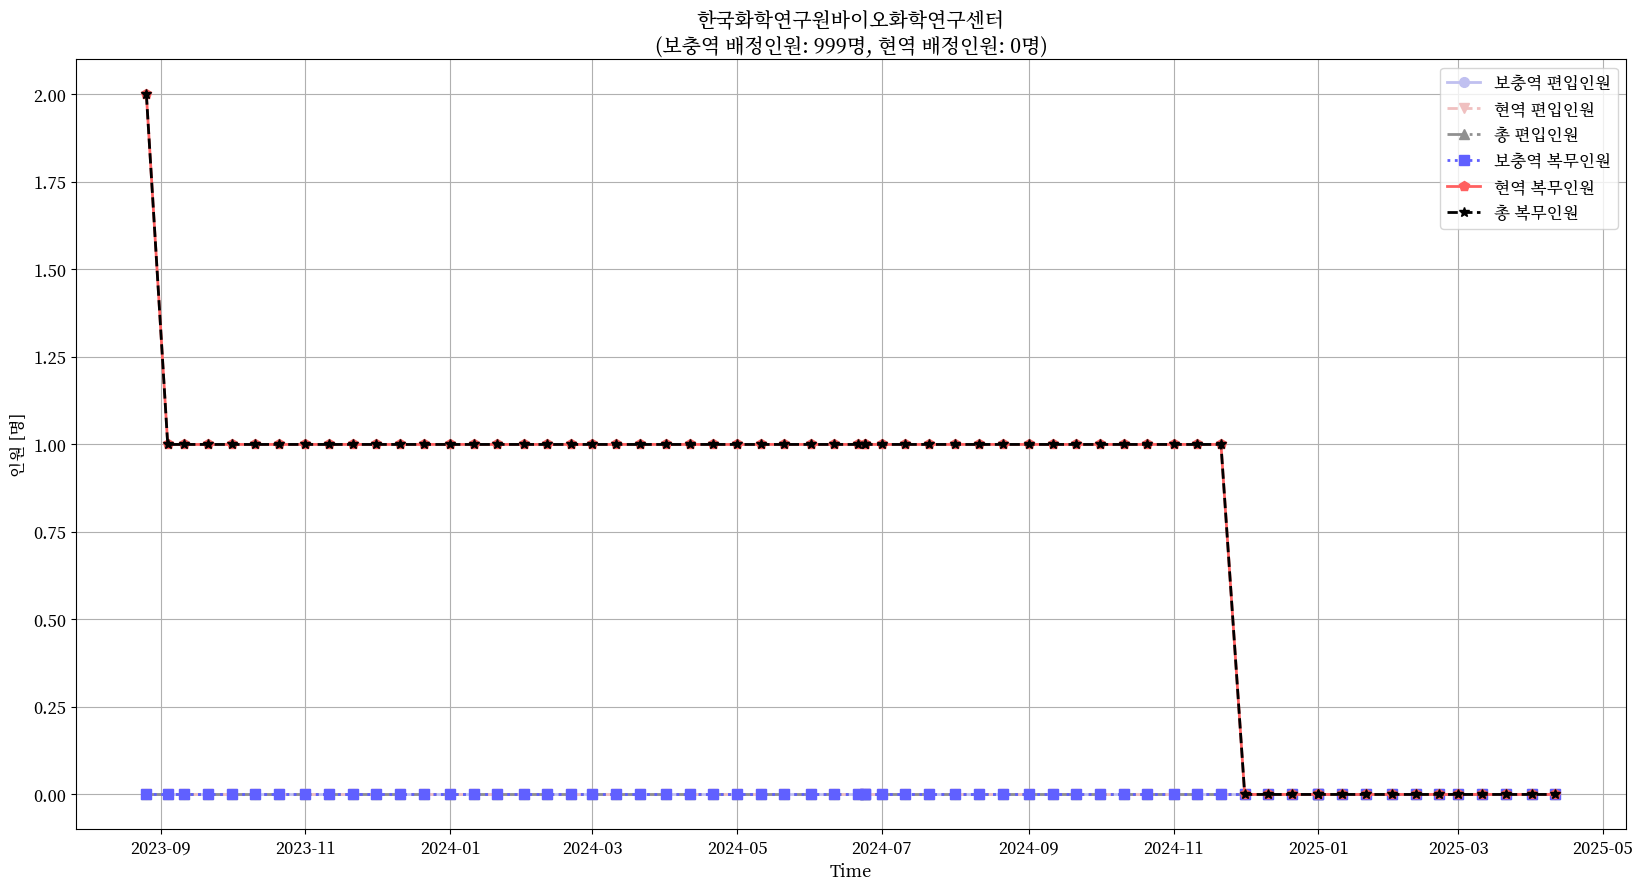 한국화학연구원바이오화학연구센터
(보충역 배정인원: 999명, 현역 배정인원: 0명)
보충역 편입인원
현역 편입인원
총 편입인원
보충역 복무인원
현역 복무인원
총 복무인원
인원 [명]
2.00
1.75
1.50
1.25
1.00
0.75
0.50
0.25
0.00
2023-09 2023-11 2024-01 2024-03 2024-05 2024-07 2024-09 2024-11 2025-01 2025-03 2025-05
Time